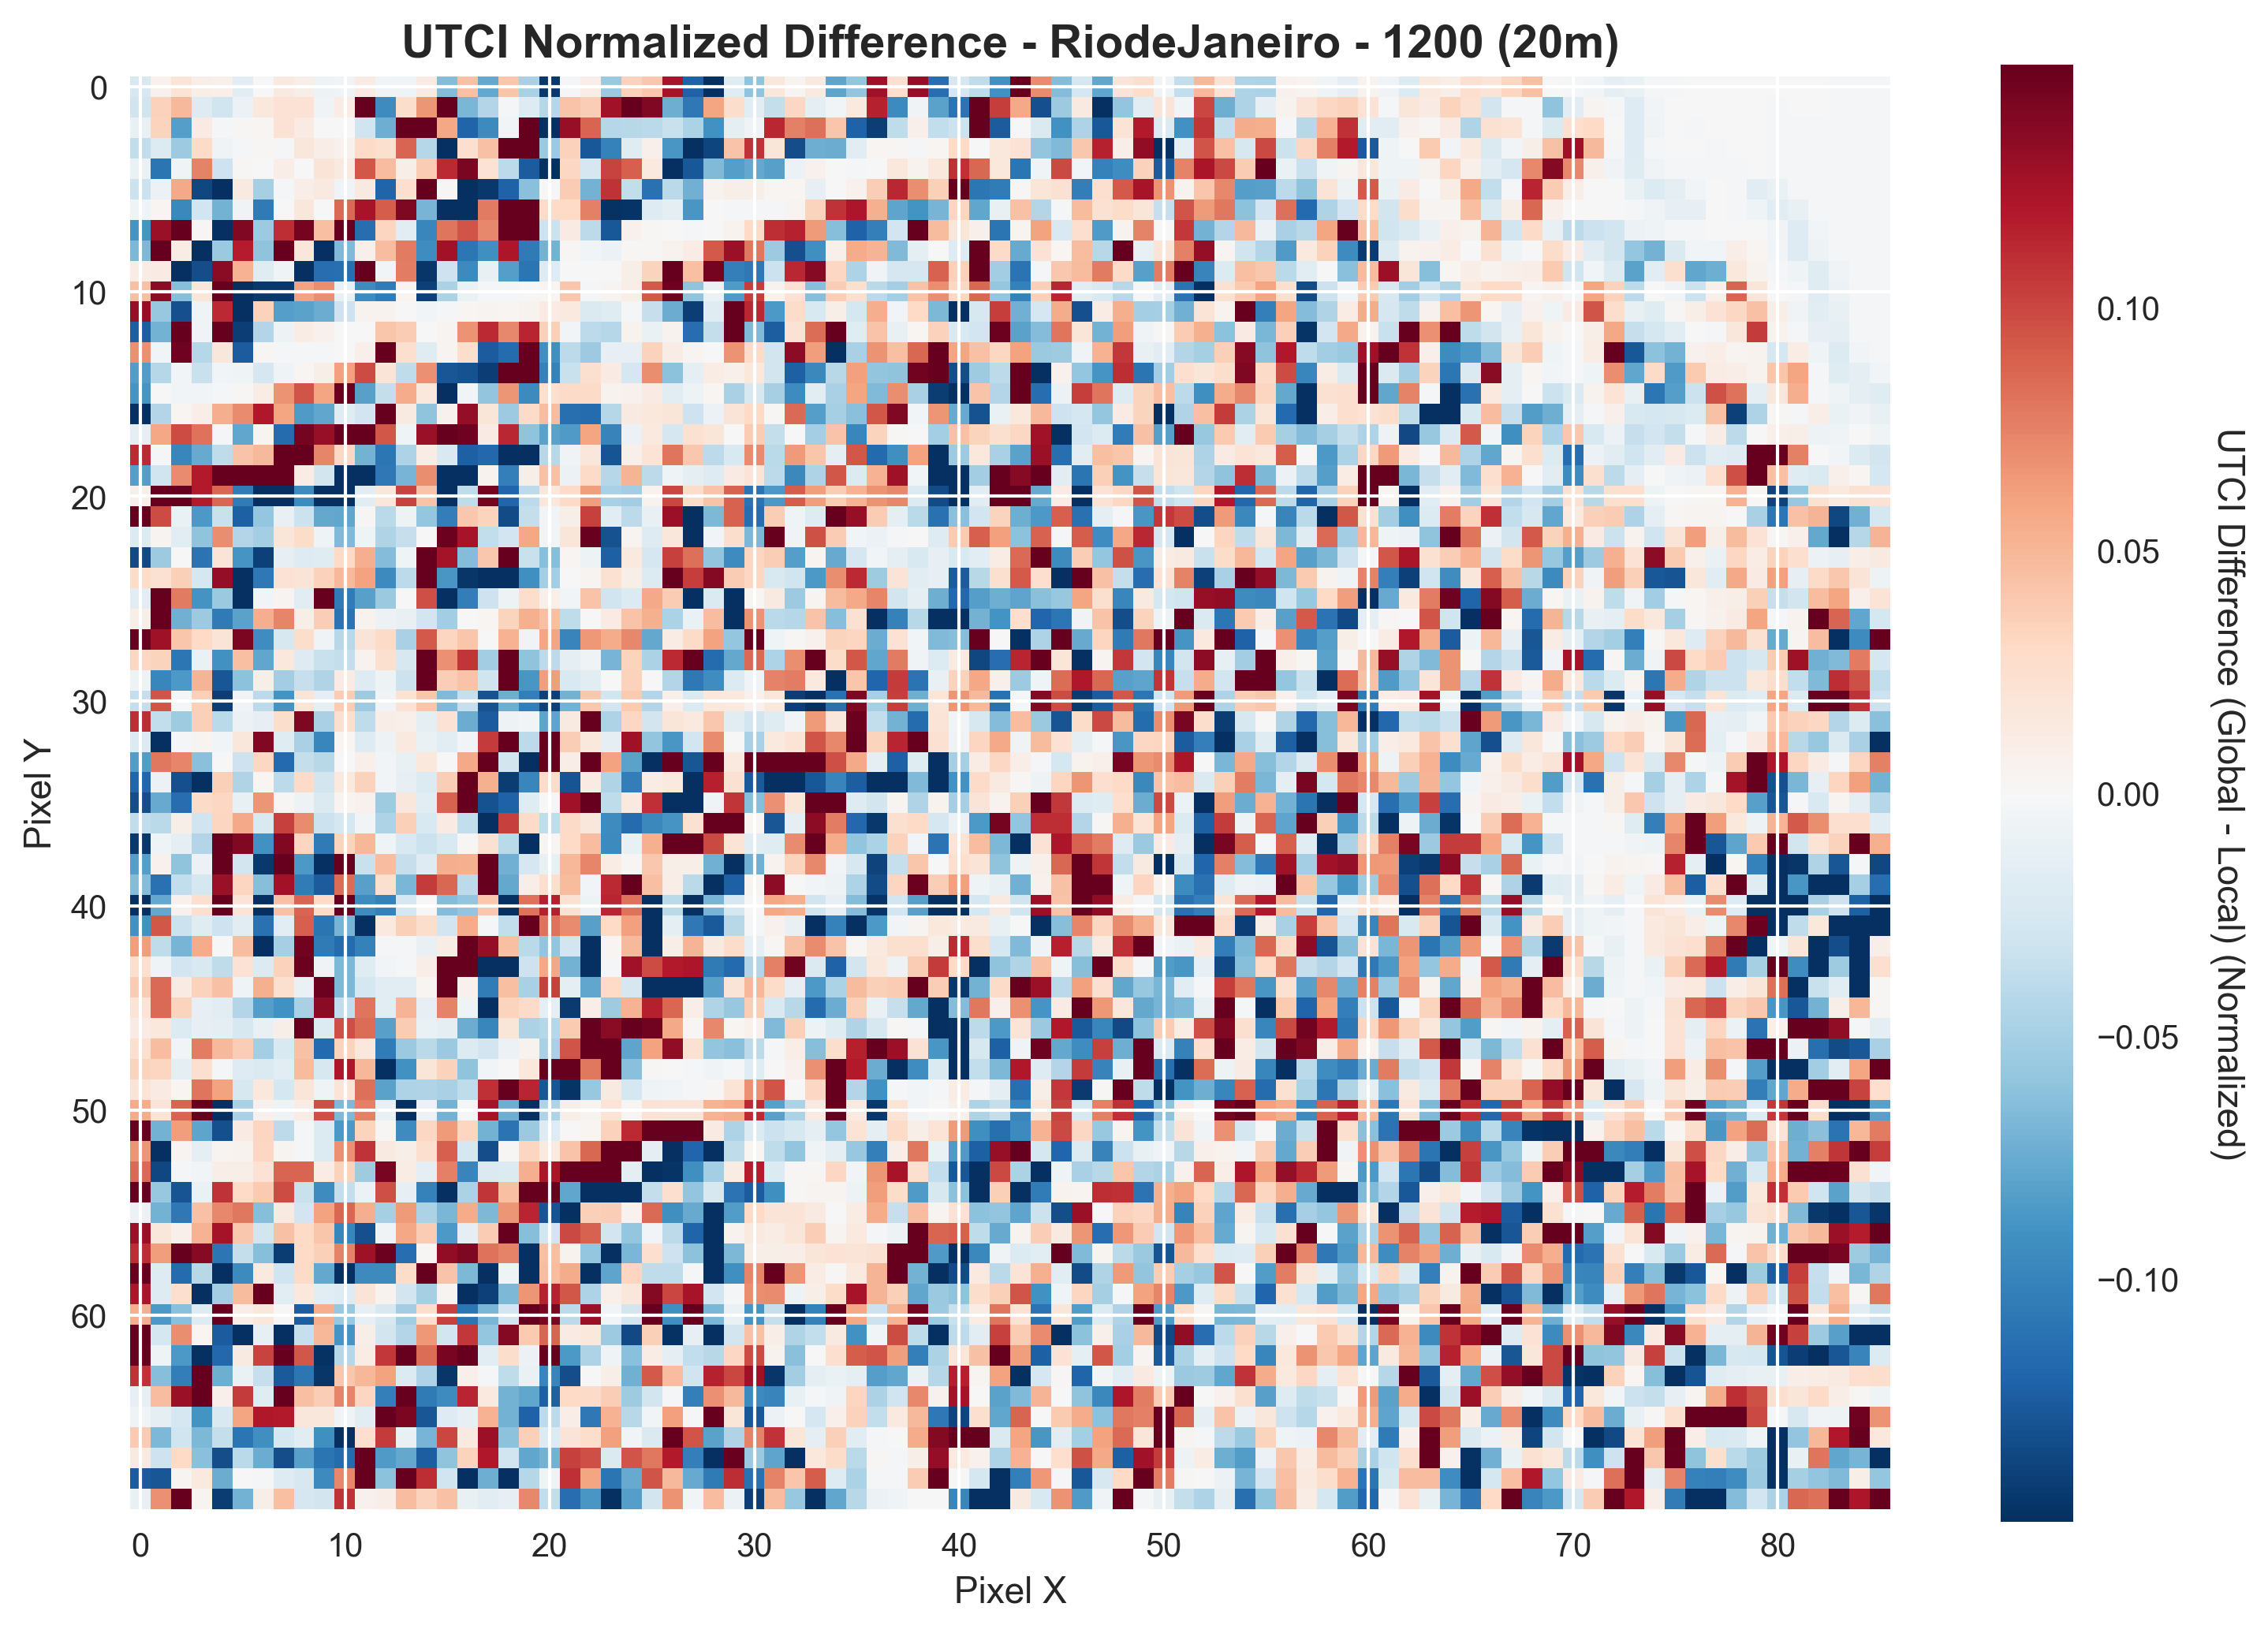 UTCI Normalized Difference - RiodeJaneiro - 1200 (20m)
0
10
20
30
40
50
60
Pixel Y
0 10 20 30 40 50 60 70 80
Pixel X
0.10
0.05
0.00
−0.05
−0.10
UTCI Difference (Global - Local) (Normalized)